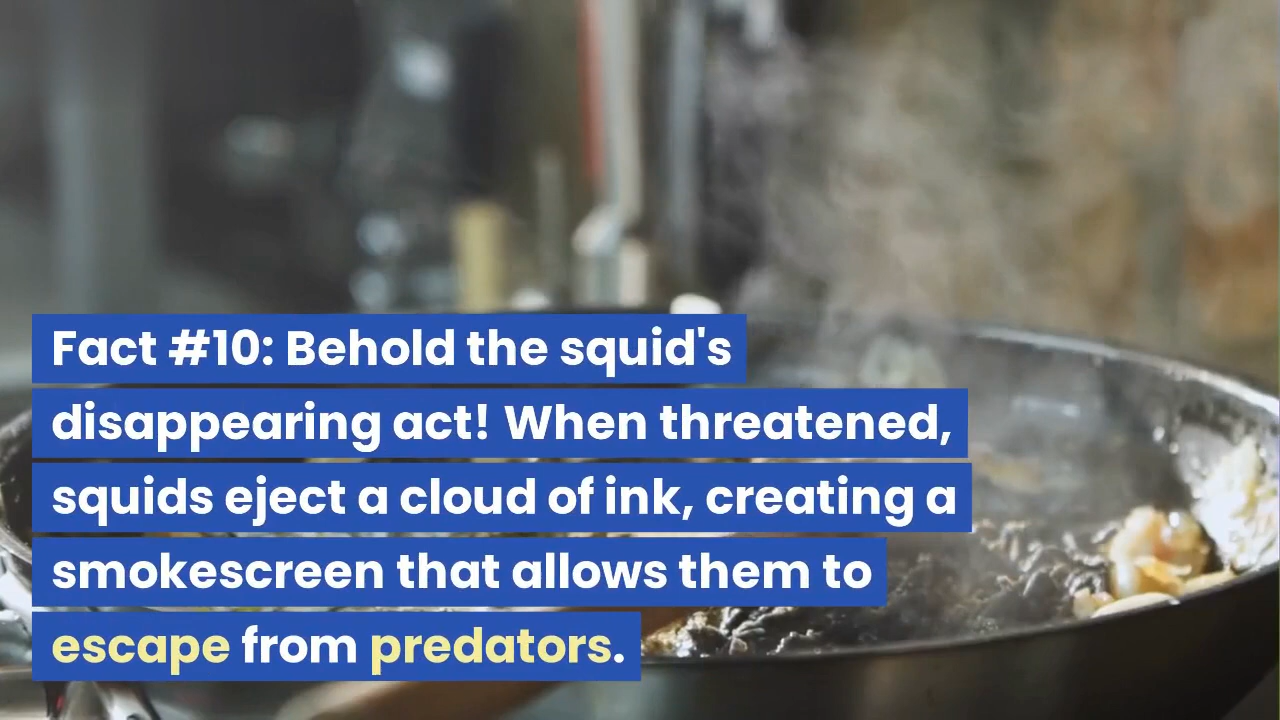 Fact #10: Behold the squid's
disappearing act! When threatened,
squids eject a cloud of ink, creating a
smokescreen that allows them to
escape from predators.